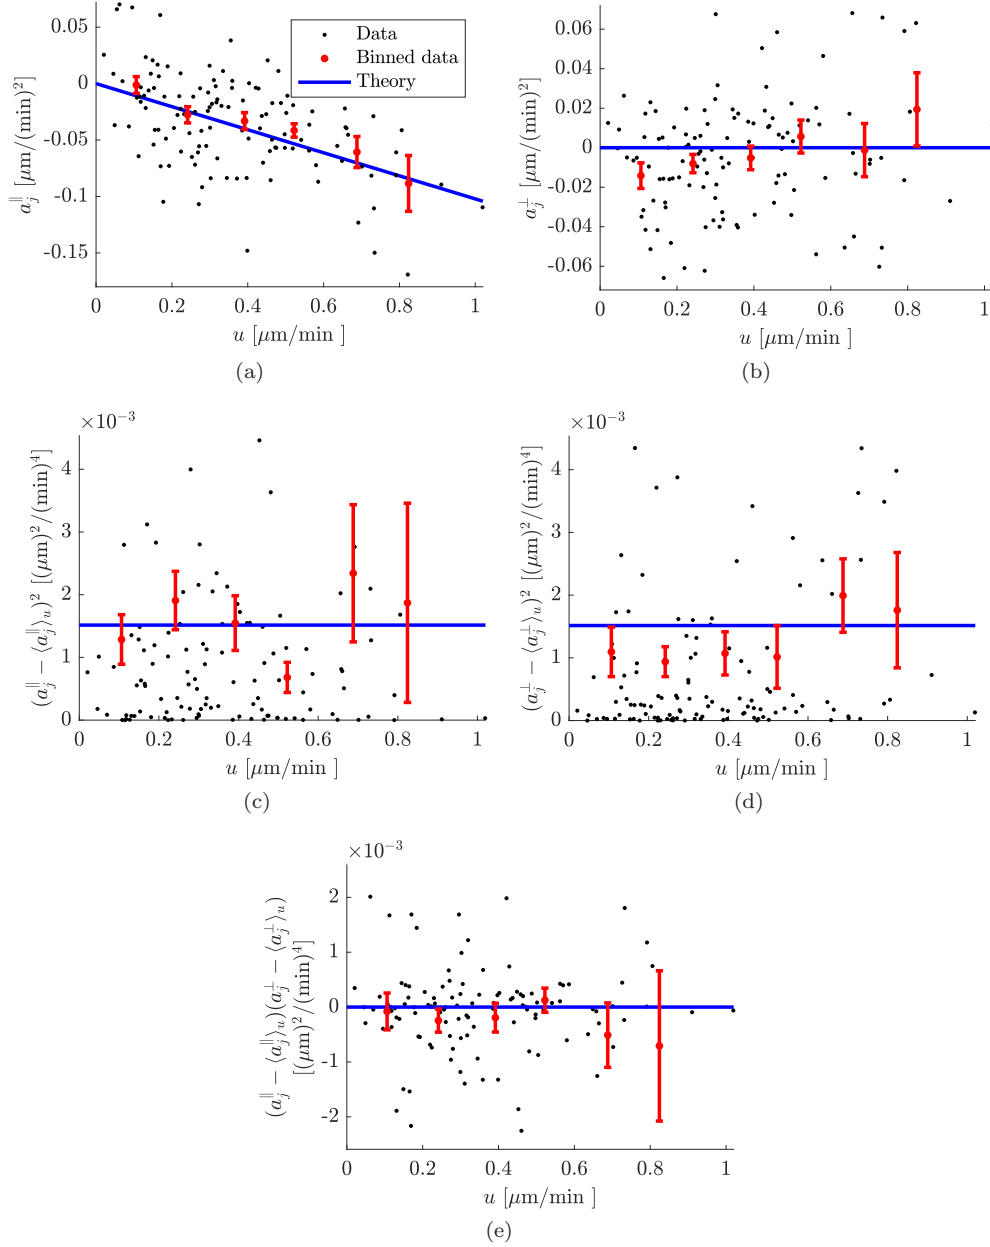 0.05
0
-0.05
-0.1
-0.15
a_j^∥ [μm/(min)^2]
Data
Binned data
Theory
0 0.2 0.4 0.6 0.8 1
u [μm/min ]
(a)
0.06
0.04
0.02
0
-0.02
-0.04
-0.06
a_j^⊥ [μm/(min)^2]
0 0.2 0.4 0.6 0.8 1
u [μm/min ]
(b)
×10^−3
4
3
2
1
0
(a_j^∥ − ⟨a_j^∥⟩_u)^2 [(μm)^2/(min)^4]
0 0.2 0.4 0.6 0.8 1
u [μm/min ]
(c)
×10^−3
4
3
2
1
0
(a_j^⊥ − ⟨a_j^⊥⟩_u)^2 [(μm)^2/(min)^4]
0 0.2 0.4 0.6 0.8 1
u [μm/min ]
(d)
×10^−3
2
1
0
-1
-2
(a_j^∥ − ⟨a_j^∥⟩_u)(a_j^⊥ − ⟨a_j^⊥⟩_u)
[(μm)^2/(min)^4]
0 0.2 0.4 0.6 0.8 1
u [μm/min ]
(e)